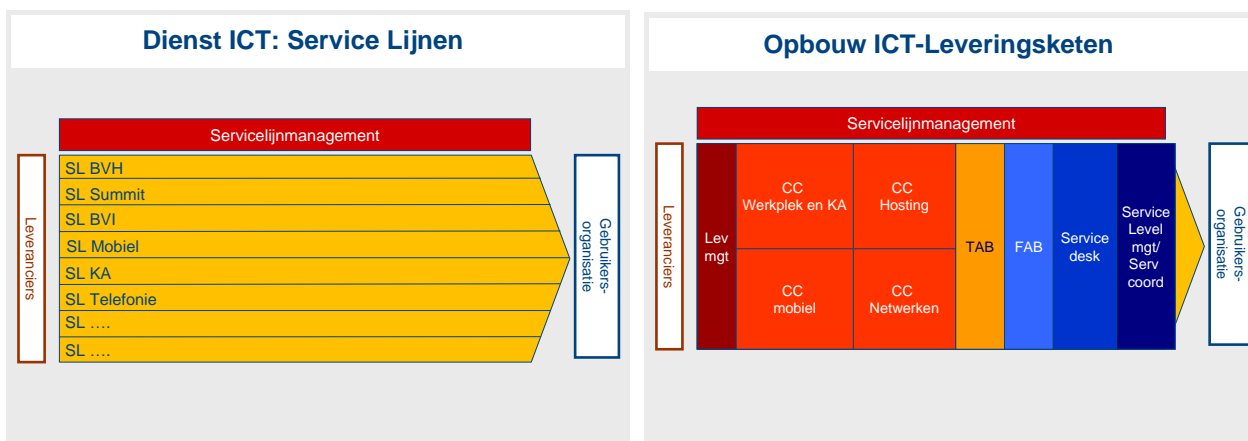 Dienst ICT: Service Lijnen
Servicelijnmanagement
Leveranciers
SL BVH
SL Summit
SL BVI
SL Mobiel
SL KA
SL Telefonie
SL ….
SL ….
Gebruikers-
organisatie
Opbouw ICT-Leveringsketen
Servicelijnmanagement
Leveranciers
Lev
mgt
CC
Werkplek en KA
CC
Hosting
CC
mobiel
CC
Netwerken
TAB
FAB
Service
desk
Service
Level
mgt/
Serv
coord
Gebruikers-
organisatie